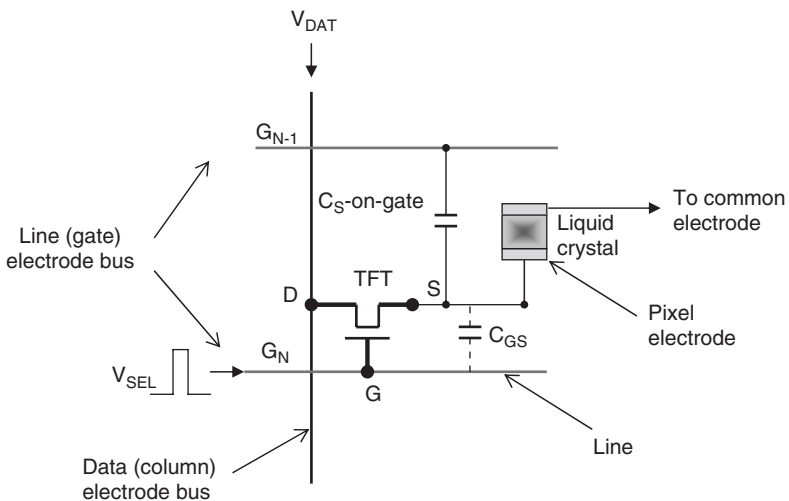 V_DAT
G_N-1
C_S-on-gate
To common
electrode
Liquid
crystal
Line (gate)
electrode bus
TFT
D
S
Pixel
electrode
C_GS
G_N
V_SEL
G
Line
Data (column)
electrode bus